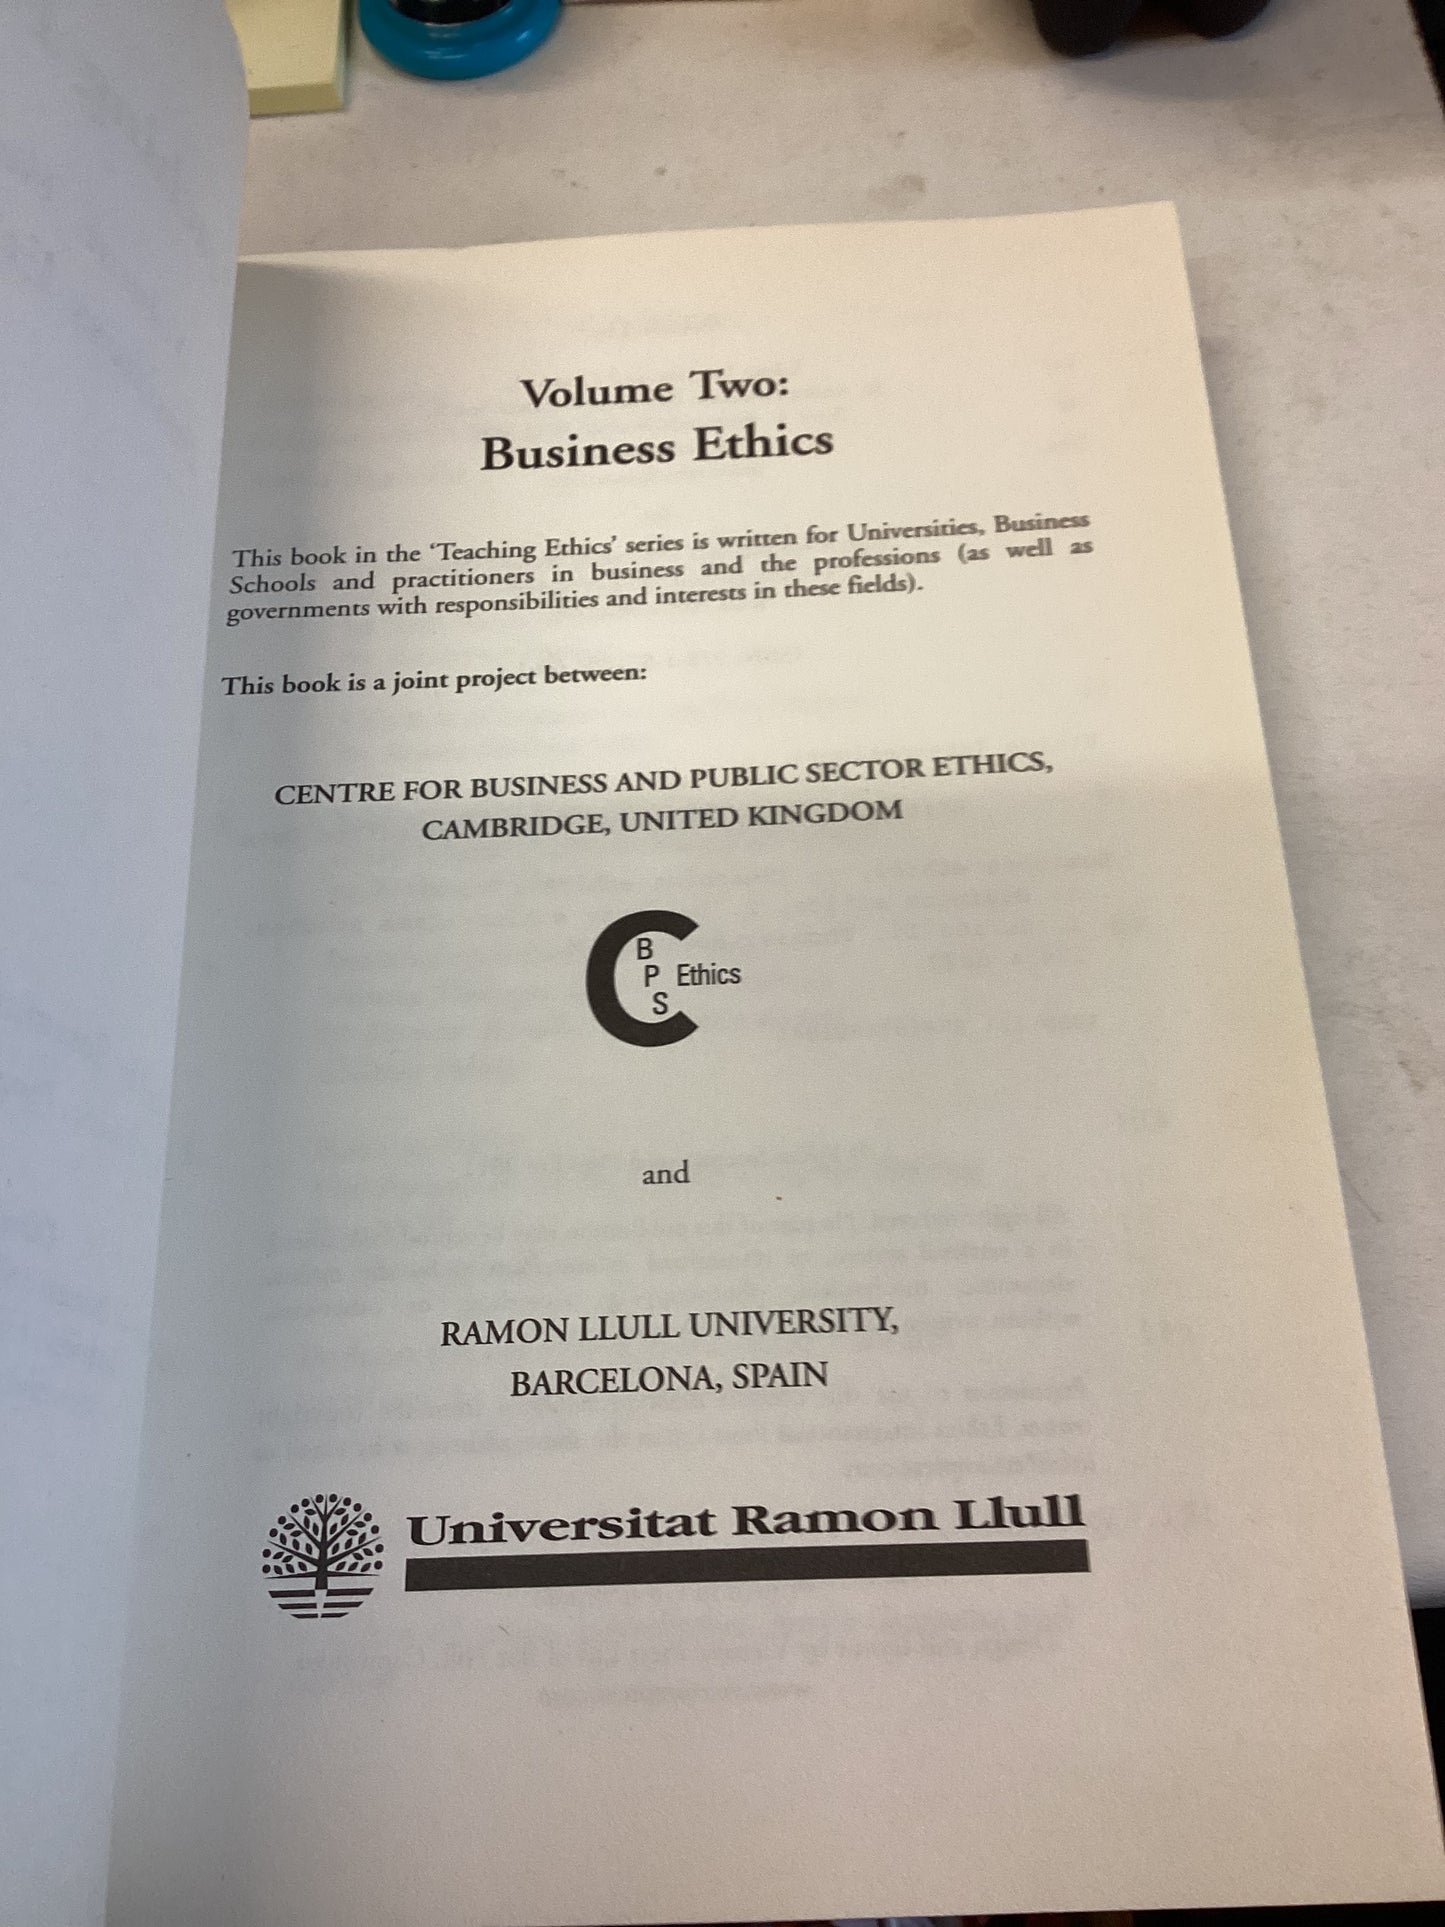 Volume Two:
Business Ethics
This book in the ‘Teaching Ethics’ series is written for Universities, Business
Schools and practitioners in business and the professions (as well as
governments with responsibilities and interests in these fields).
This book is a joint project between:
CENTRE FOR BUSINESS AND PUBLIC SECTOR ETHICS,
CAMBRIDGE, UNITED KINGDOM
C
B
P Ethics
S
and
RAMON LLULL UNIVERSITY,
BARCELONA, SPAIN
Universitat Ramon Llull